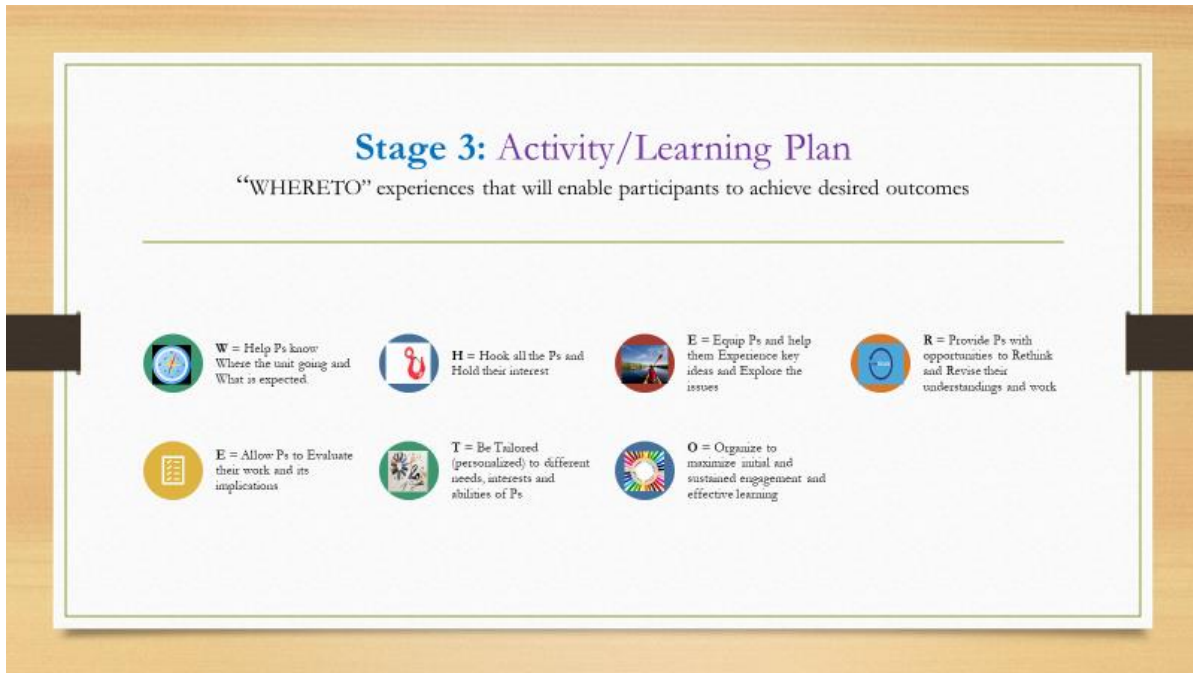 Stage 3: Activity/Learning Plan
“WHERETO” experiences that will enable participants to achieve desired outcomes
W = Help Ps know
Where the unit going and
What is expected.
H = Hook all the Ps and
Hold their interest
E = Equip Ps and help
them Experience key
ideas and Explore the
issues
R = Provide Ps with
opportunities to Rethink
and Revise their
understandings and work
E = Allow Ps to Evaluate
their work and its
implications
T = Be Tailored
(personalized) to different
needs, interests and
abilities of Ps
O = Organize to
maximize initial and
sustained engagement and
effective learning